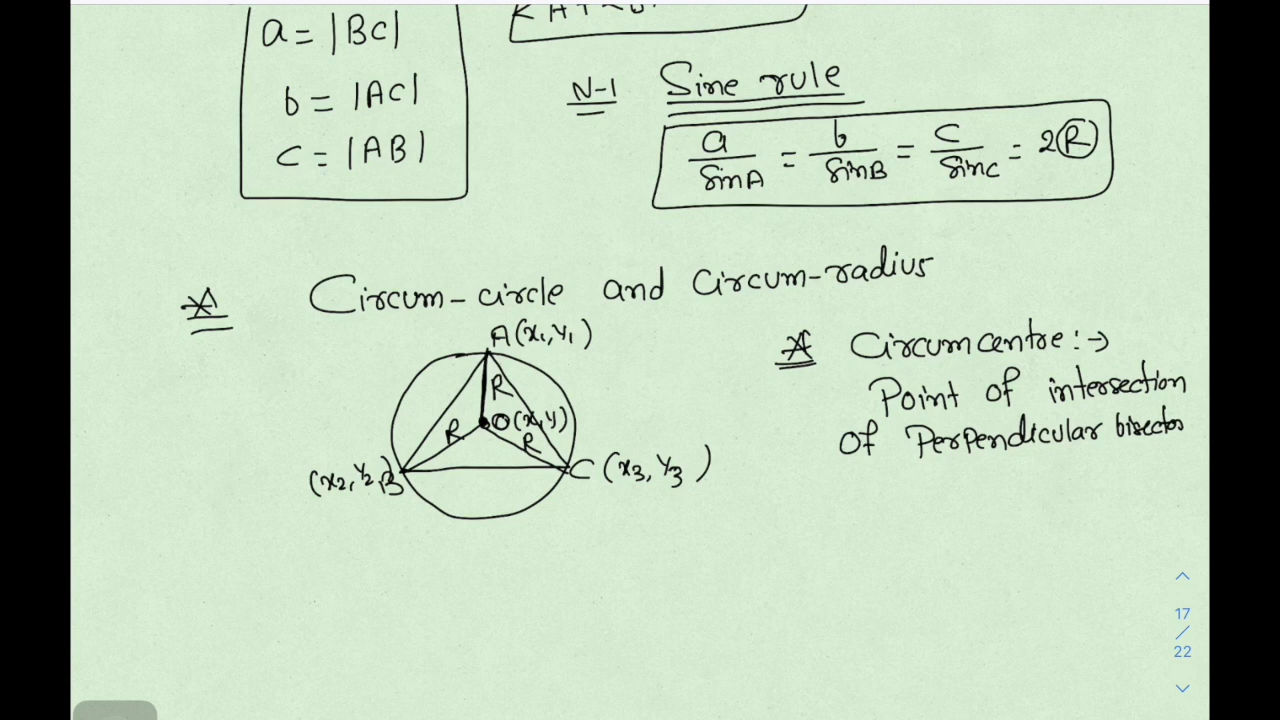 a = |BC|
b = |AC|
c = |AB|
N-1 Sine rule
a/sinA = b/sinB = c/sinC = 2R
Circum-circle and Circum-radius
A(x₁,y₁)
R
O(x,y)
R
R
(x₂,y₂)B
C(x₃,y₃)
Circumcentre:→
Point of intersection
of Perpendicular bisector
17
/
22